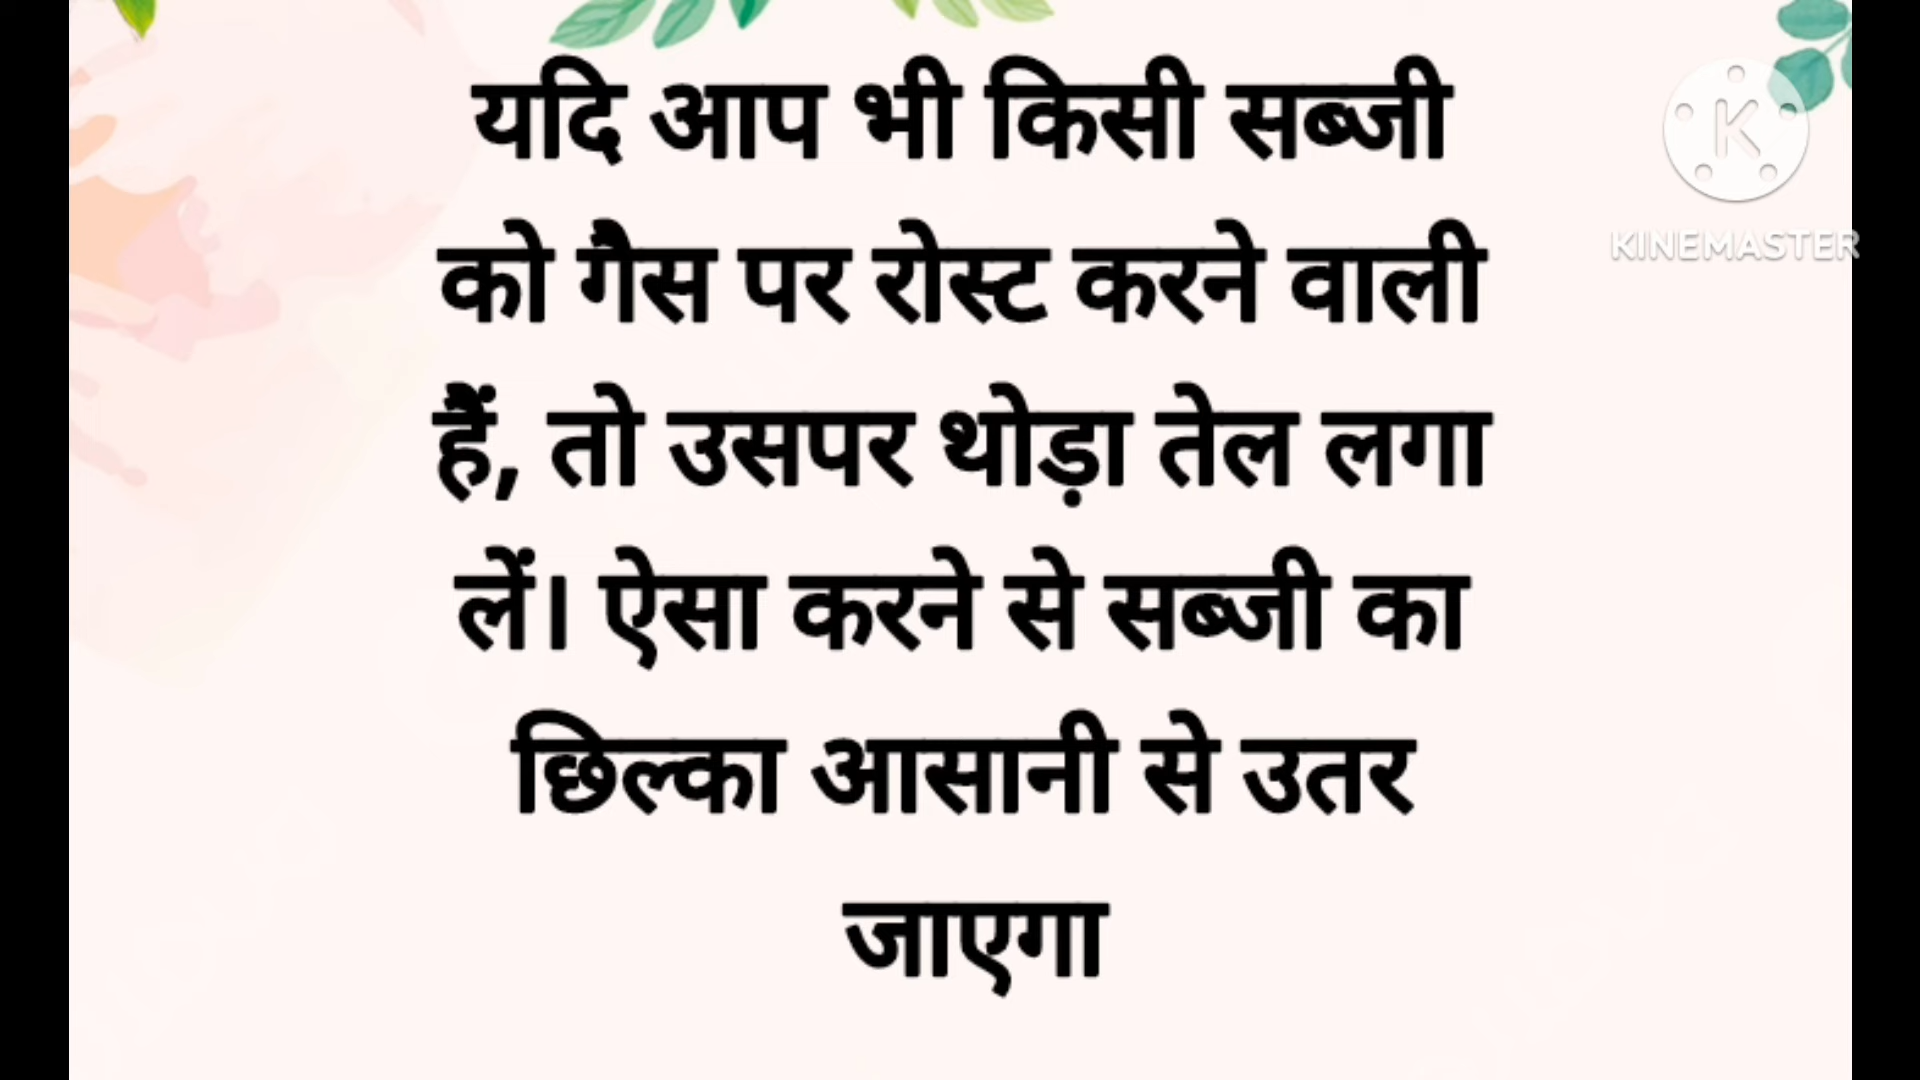 यदि आप भी किसी सब्जी
को गैस पर रोस्ट करने वाली
हैं, तो उसपर थोड़ा तेल लगा
लें। ऐसा करने से सब्जी का
छिल्का आसानी से उतर
जाएगा
K
KINEMASTER